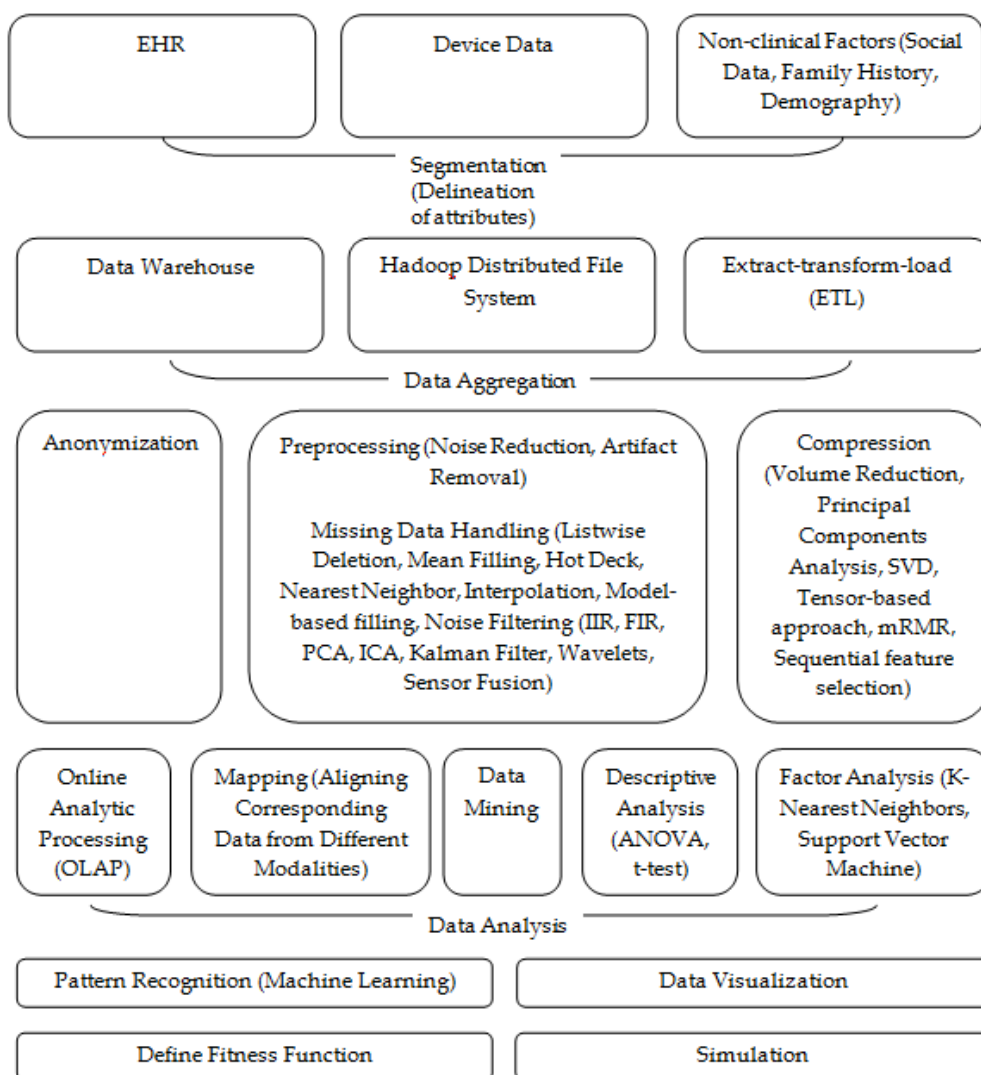 EHR
Device Data
Non-clinical Factors (Social
Data, Family History,
Demography)
Segmentation
(Delineation
of attributes)
Data Warehouse
Hadoop Distributed File
System
Extract-transform-load
(ETL)
Data Aggregation
Anonymization
Preprocessing (Noise Reduction, Artifact
Removal)
Missing Data Handling (Listwise
Deletion, Mean Filling, Hot Deck,
Nearest Neighbor, Interpolation, Model-
based filling, Noise Filtering (IIR, FIR,
PCA, ICA, Kalman Filter, Wavelets,
Sensor Fusion)
Compression
(Volume Reduction,
Principal
Components
Analysis, SVD,
Tensor-based
approach, mRMR,
Sequential feature
selection)
Online
Analytic
Processing
(OLAP)
Mapping (Aligning
Corresponding
Data from Different
Modalities)
Data
Mining
Descriptive
Analysis
(ANOVA,
t-test)
Factor Analysis (K-
Nearest Neighbors,
Support Vector
Machine)
Data Analysis
Pattern Recognition (Machine Learning)
Data Visualization
Define Fitness Function
Simulation